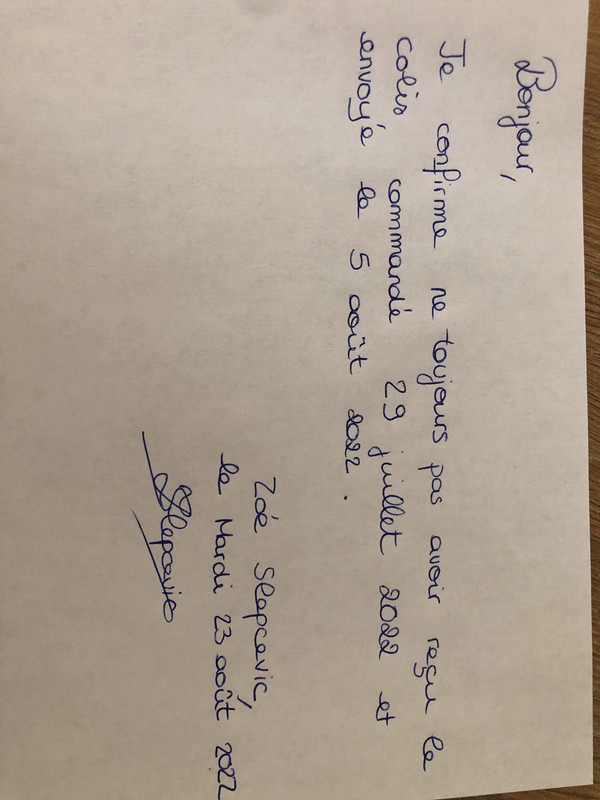 Bonjour,
Je confirme ne toujours pas avoir reçu le
colis commandé 29 juillet 2022 et
envoyé le 5 août 2022.
Zoé Slepcevic,
le Mardi 23 août 2022
Slepcevic